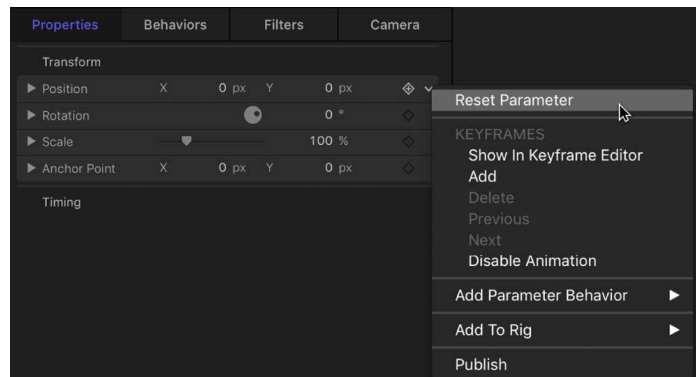 Properties Behaviors Filters Camera
Transform
Position X 0 px Y 0 px
Rotation 0 °
Scale 100 %
Anchor Point X 0 px Y 0 px
Timing
Reset Parameter
KEYFRAMES
Show In Keyframe Editor
Add
Delete
Previous
Next
Disable Animation
Add Parameter Behavior
Add To Rig
Publish